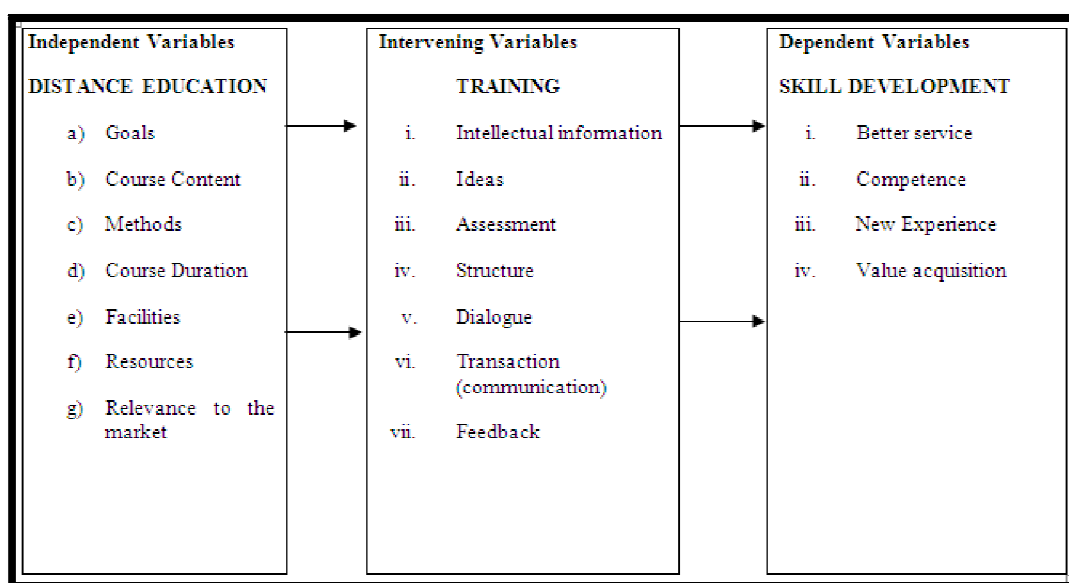 Independent Variables
DISTANCE EDUCATION
a) Goals
b) Course Content
c) Methods
d) Course Duration
e) Facilities
f) Resources
g) Relevance to the
market
Intervening Variables
TRAINING
i. Intellectual information
ii. Ideas
iii. Assessment
iv. Structure
v. Dialogue
vi. Transaction
(communication)
vii. Feedback
Dependent Variables
SKILL DEVELOPMENT
i. Better service
ii. Competence
iii. New Experience
iv. Value acquisition